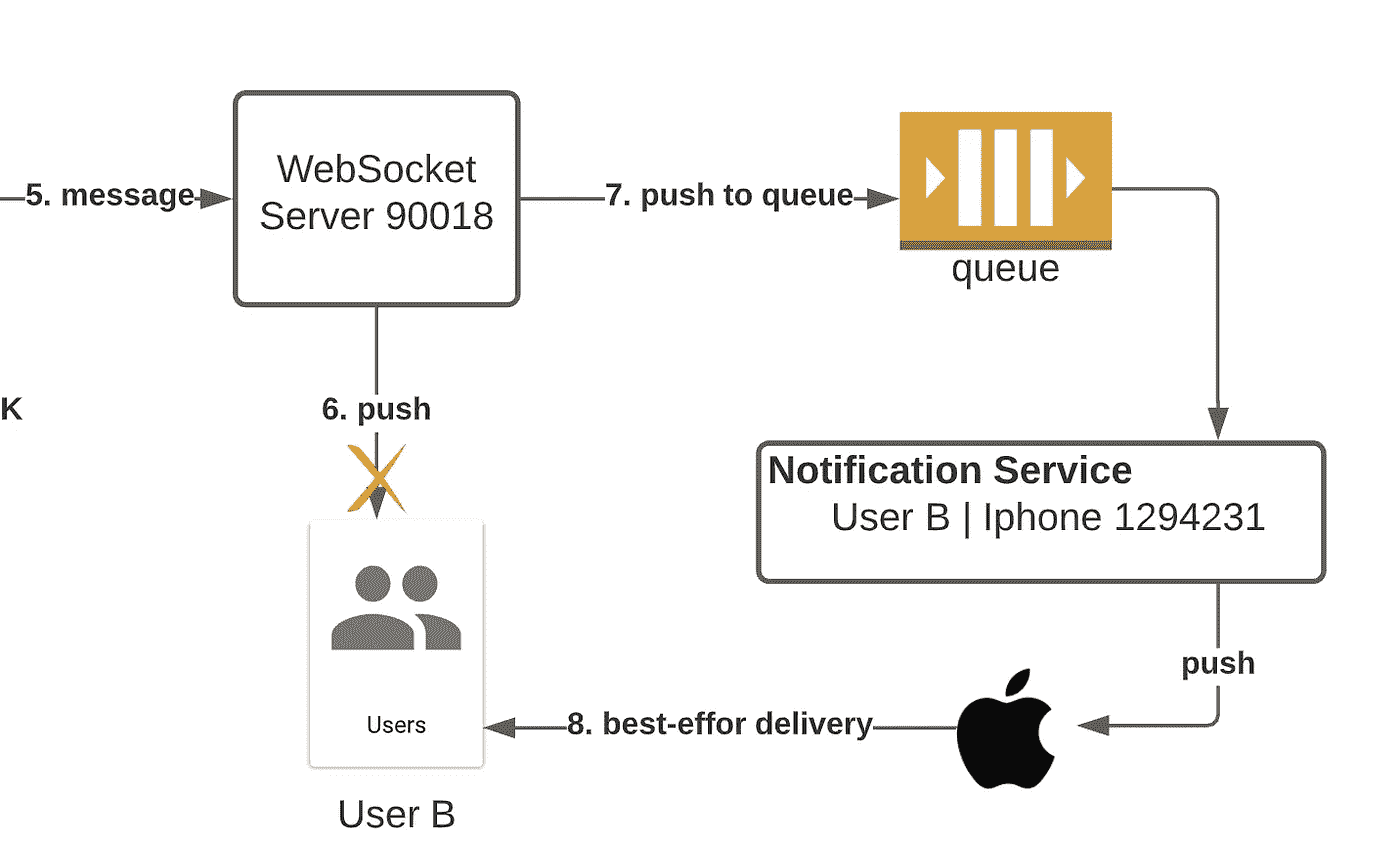 WebSocket
Server 90018
5. message
7. push to queue
queue
K
6. push
Notification Service
User B | Iphone 1294231
push
8. best-effor delivery
Users
User B